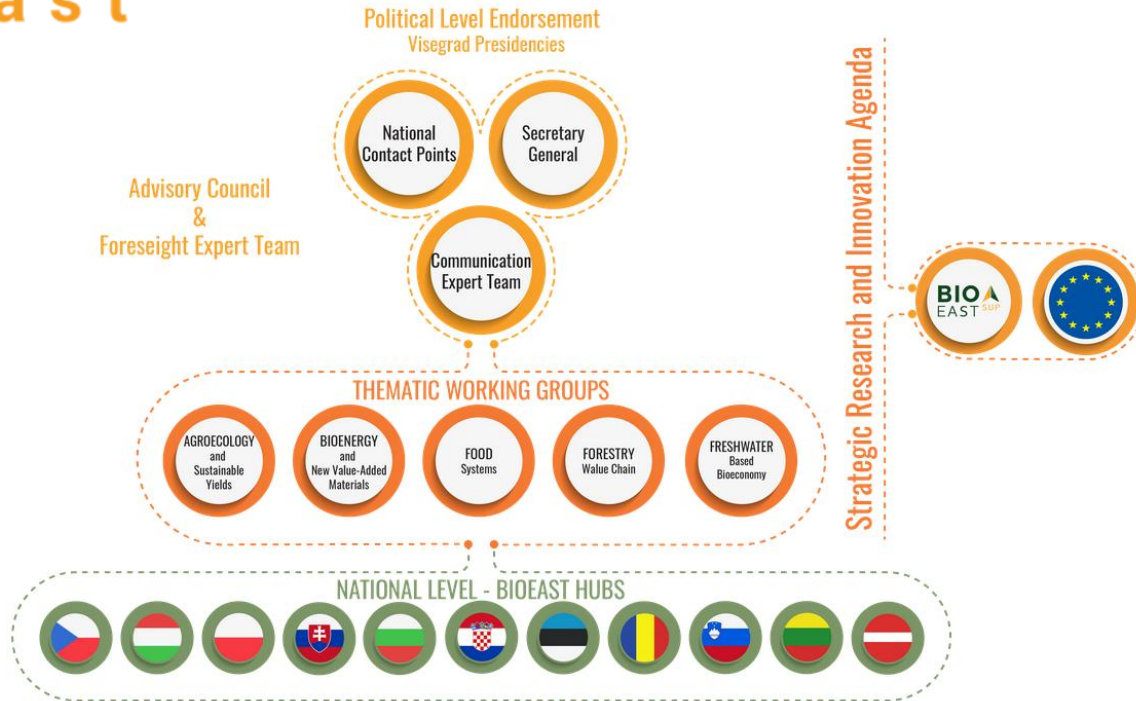 ast
Political Level Endorsement
Visegrad Presidencies
National
Contact Points
Secretary
General
Advisory Council
&
Foreseight Expert Team
Communication
Expert Team
Strategic Research and Innovation Agenda
BIO
EAST SUP
THEMATIC WORKING GROUPS
AGROECOLOGY
and
Sustainable
Yields
BIOENERGY
and
New Value-Added
Materials
FOOD
Systems
FORESTRY
Walue Chain
FRESHWATER
Based
Bioeconomy
NATIONAL LEVEL - BIOEAST HUBS